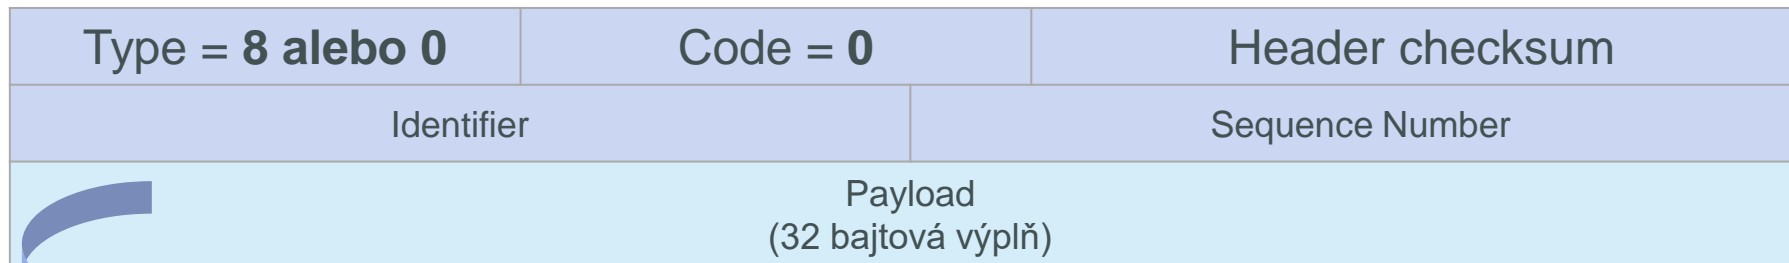 Type = 8 alebo 0 Code = 0 Header checksum
Identifier Sequence Number
Payload
(32 bajtová výplň)